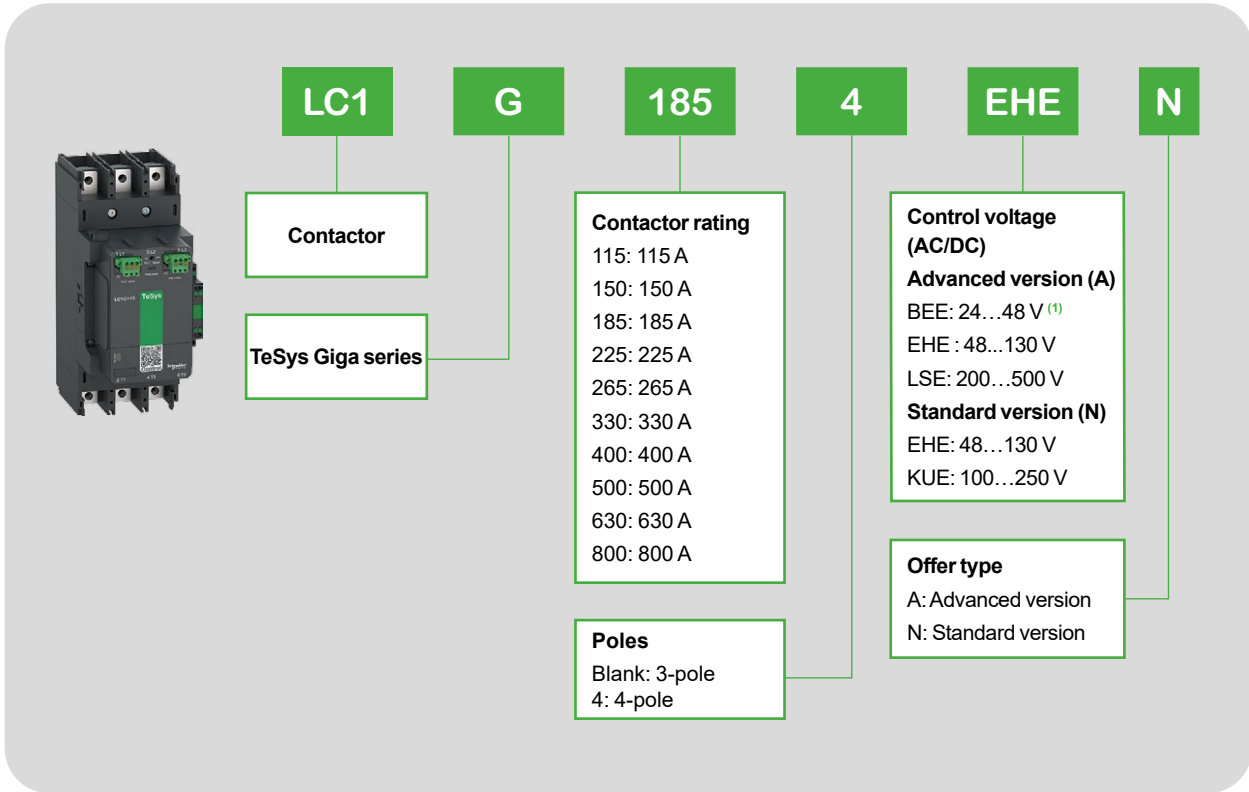 LC1 G 185 4 EHE N
Contactor
TeSys Giga series
Contactor rating
115: 115 A
150: 150 A
185: 185 A
225: 225 A
265: 265 A
330: 330 A
400: 400 A
500: 500 A
630: 630 A
800: 800 A
Poles
Blank: 3-pole
4: 4-pole
Control voltage
(AC/DC)
Advanced version (A)
BEE: 24…48 V (1)
EHE : 48...130 V
LSE: 200…500 V
Standard version (N)
EHE: 48…130 V
KUE: 100…250 V
Offer type
A: Advanced version
N: Standard version
TeSys
Schneider